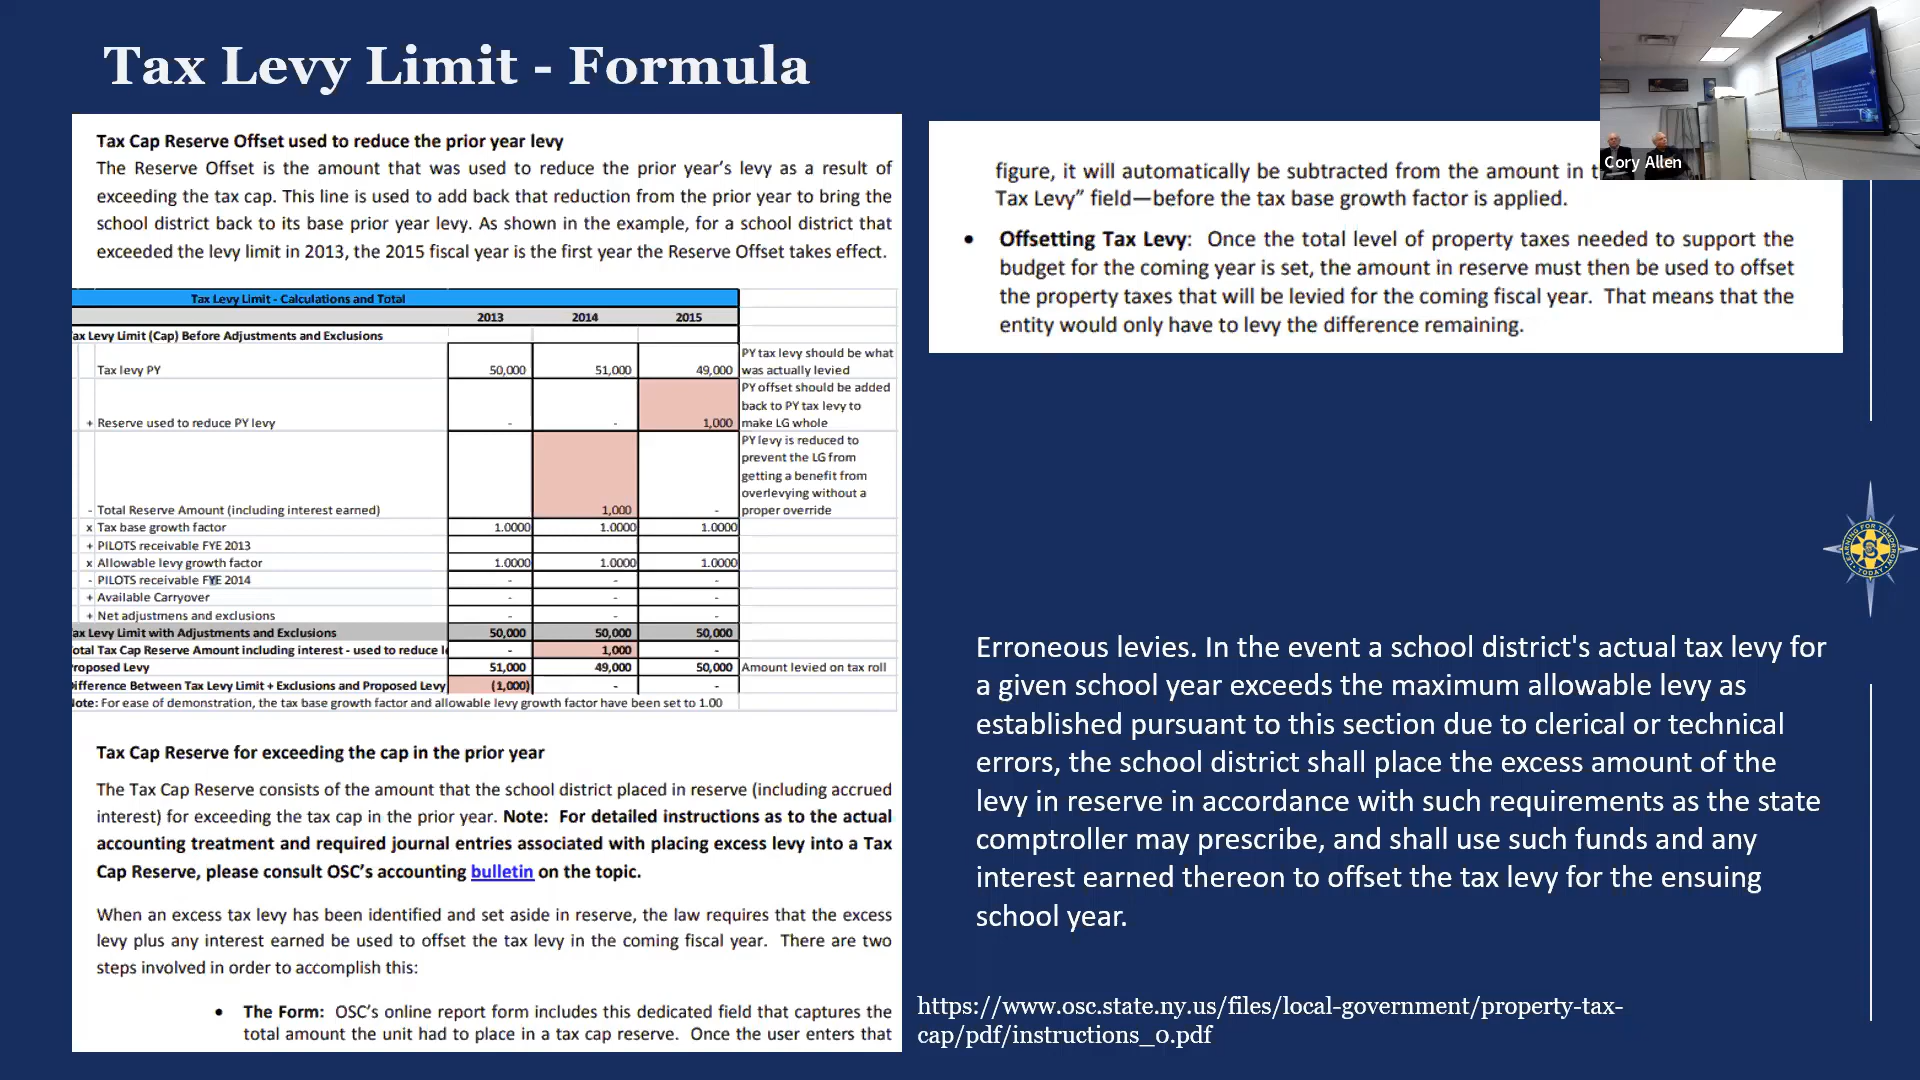 Tax Levy Limit - Formula
Tax Cap Reserve Offset used to reduce the prior year levy
The Reserve Offset is the amount that was used to reduce the prior year's levy as a result of
exceeding the tax cap. This line is used to add back that reduction from the prior year to bring the
school district back to its base prior year levy. As shown in the example, for a school district that
exceeded the levy limit in 2013, the 2015 fiscal year is the first year the Reserve Offset takes effect.
Tax Levy Limit - Calculations and Total
2013 2014 2015
ax Levy Limit (Cap) Before Adjustments and Exclusions
Tax levy PY 50,000 51,000 49,000
PY tax levy should be what
was actually levied
+ Reserve used to reduce PY levy - - 1,000
PY offset should be added
back to PY tax levy to
make LG whole
- Total Reserve Amount (including interest earned) 1,000 -
PY levy is reduced to
prevent the LG from
getting a benefit from
overlevying without a
proper override
x Tax base growth factor 1.0000 1.0000 1.0000
+ PILOTS receivable FYE 2013
x Allowable levy growth factor 1.0000 1.0000 1.0000
- PILOTS receivable FYE 2014 - - -
+ Available Carryover - - -
+ Net adjustmens and exclusions - - -
ax Levy Limit with Adjustments and Exclusions 50,000 50,000 50,000
otal Tax Cap Reserve Amount including interest - used to reduce le - 1,000 -
roposed Levy 51,000 49,000 50,000 Amount levied on tax roll
ifference Between Tax Levy Limit + Exclusions and Proposed Levy (1,000) - -
Note: For ease of demonstration, the tax base growth factor and allowable levy growth factor have been set to 1.00
Tax Cap Reserve for exceeding the cap in the prior year
The Tax Cap Reserve consists of the amount that the school district placed in reserve (including accrued
interest) for exceeding the tax cap in the prior year. Note: For detailed instructions as to the actual
accounting treatment and required journal entries associated with placing excess levy into a Tax
Cap Reserve, please consult OSC's accounting bulletin on the topic.
When an excess tax levy has been identified and set aside in reserve, the law requires that the excess
levy plus any interest earned be used to offset the tax levy in the coming fiscal year. There are two
steps involved in order to accomplish this:
• The Form: OSC's online report form includes this dedicated field that captures the
total amount the unit had to place in a tax cap reserve. Once the user enters that
figure, it will automatically be subtracted from the amount in t
Tax Levy" field—before the tax base growth factor is applied.
• Offsetting Tax Levy: Once the total level of property taxes needed to support the
budget for the coming year is set, the amount in reserve must then be used to offset
the property taxes that will be levied for the coming fiscal year. That means that the
entity would only have to levy the difference remaining.
Cory Allen
LEARNING FOR TOMORROW
TODAY
Erroneous levies. In the event a school district's actual tax levy for
a given school year exceeds the maximum allowable levy as
established pursuant to this section due to clerical or technical
errors, the school district shall place the excess amount of the
levy in reserve in accordance with such requirements as the state
comptroller may prescribe, and shall use such funds and any
interest earned thereon to offset the tax levy for the ensuing
school year.
https://www.osc.state.ny.us/files/local-government/property-tax-
cap/pdf/instructions_0.pdf